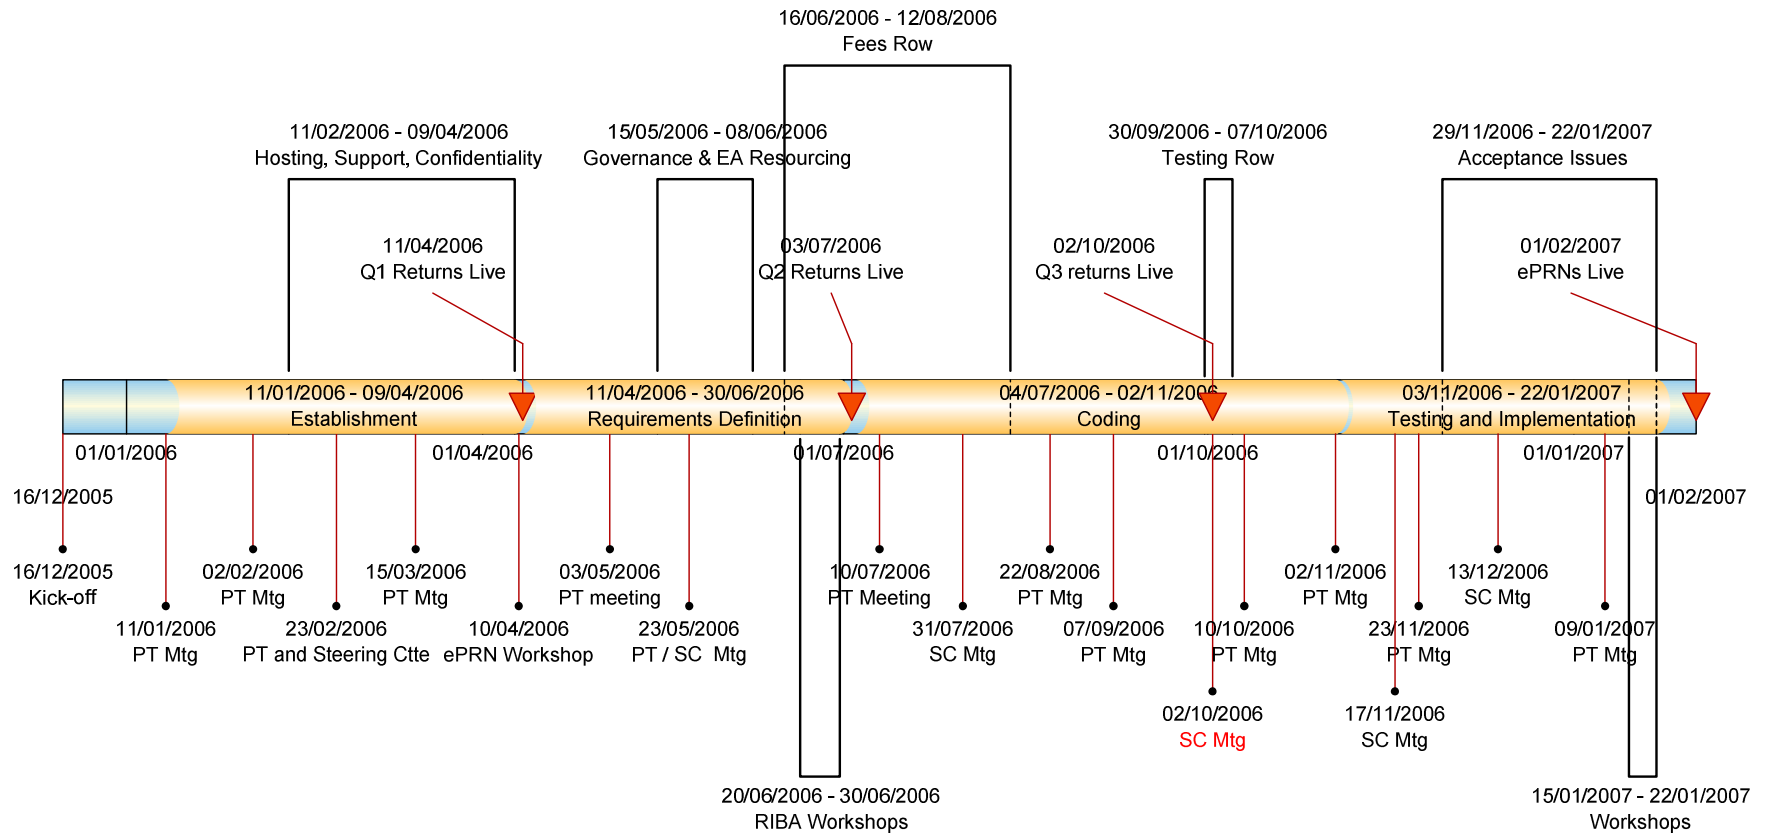 16/06/2006 - 12/08/2006
Fees Row
11/02/2006 - 09/04/2006
Hosting, Support, Confidentiality
15/05/2006 - 08/06/2006
Governance & EA Resourcing
30/09/2006 - 07/10/2006
Testing Row
29/11/2006 - 22/01/2007
Acceptance Issues
11/04/2006
Q1 Returns Live
03/07/2006
Q2 Returns Live
02/10/2006
Q3 returns Live
01/02/2007
ePRNs Live
11/01/2006 - 09/04/2006
Establishment
11/04/2006 - 30/06/2006
Requirements Definition
04/07/2006 - 02/11/2006
Coding
03/11/2006 - 22/01/2007
Testing and Implementation
01/01/2006
01/04/2006
01/07/2006
01/10/2006
01/01/2007
16/12/2005
01/02/2007
16/12/2005
Kick-off
02/02/2006
PT Mtg
15/03/2006
PT Mtg
03/05/2006
PT meeting
10/07/2006
PT Meeting
22/08/2006
PT Mtg
02/11/2006
PT Mtg
13/12/2006
SC Mtg
11/01/2006
PT Mtg
23/02/2006
PT and Steering Ctte
10/04/2006
ePRN Workshop
23/05/2006
PT / SC Mtg
31/07/2006
SC Mtg
07/09/2006
PT Mtg
10/10/2006
PT Mtg
23/11/2006
PT Mtg
09/01/2007
PT Mtg
02/10/2006
SC Mtg
17/11/2006
SC Mtg
20/06/2006 - 30/06/2006
RIBA Workshops
15/01/2007 - 22/01/2007
Workshops